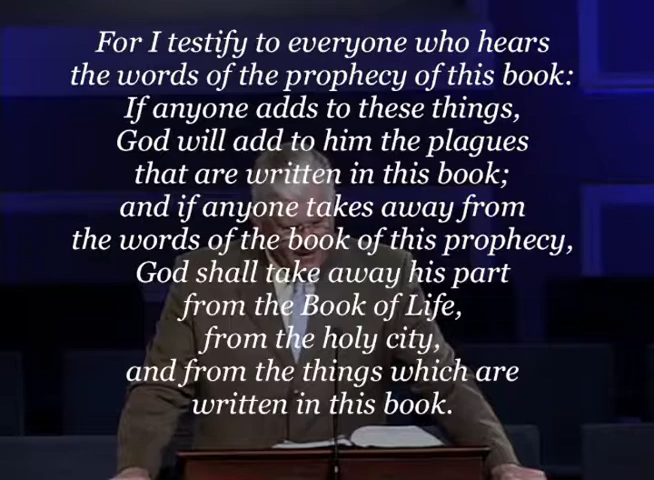 For I testify to everyone who hears
the words of the prophecy of this book:
If anyone adds to these things,
God will add to him the plagues
that are written in this book;
and if anyone takes away from
the words of the book of this prophecy,
God shall take away his part
from the Book of Life,
from the holy city,
and from the things which are
written in this book.